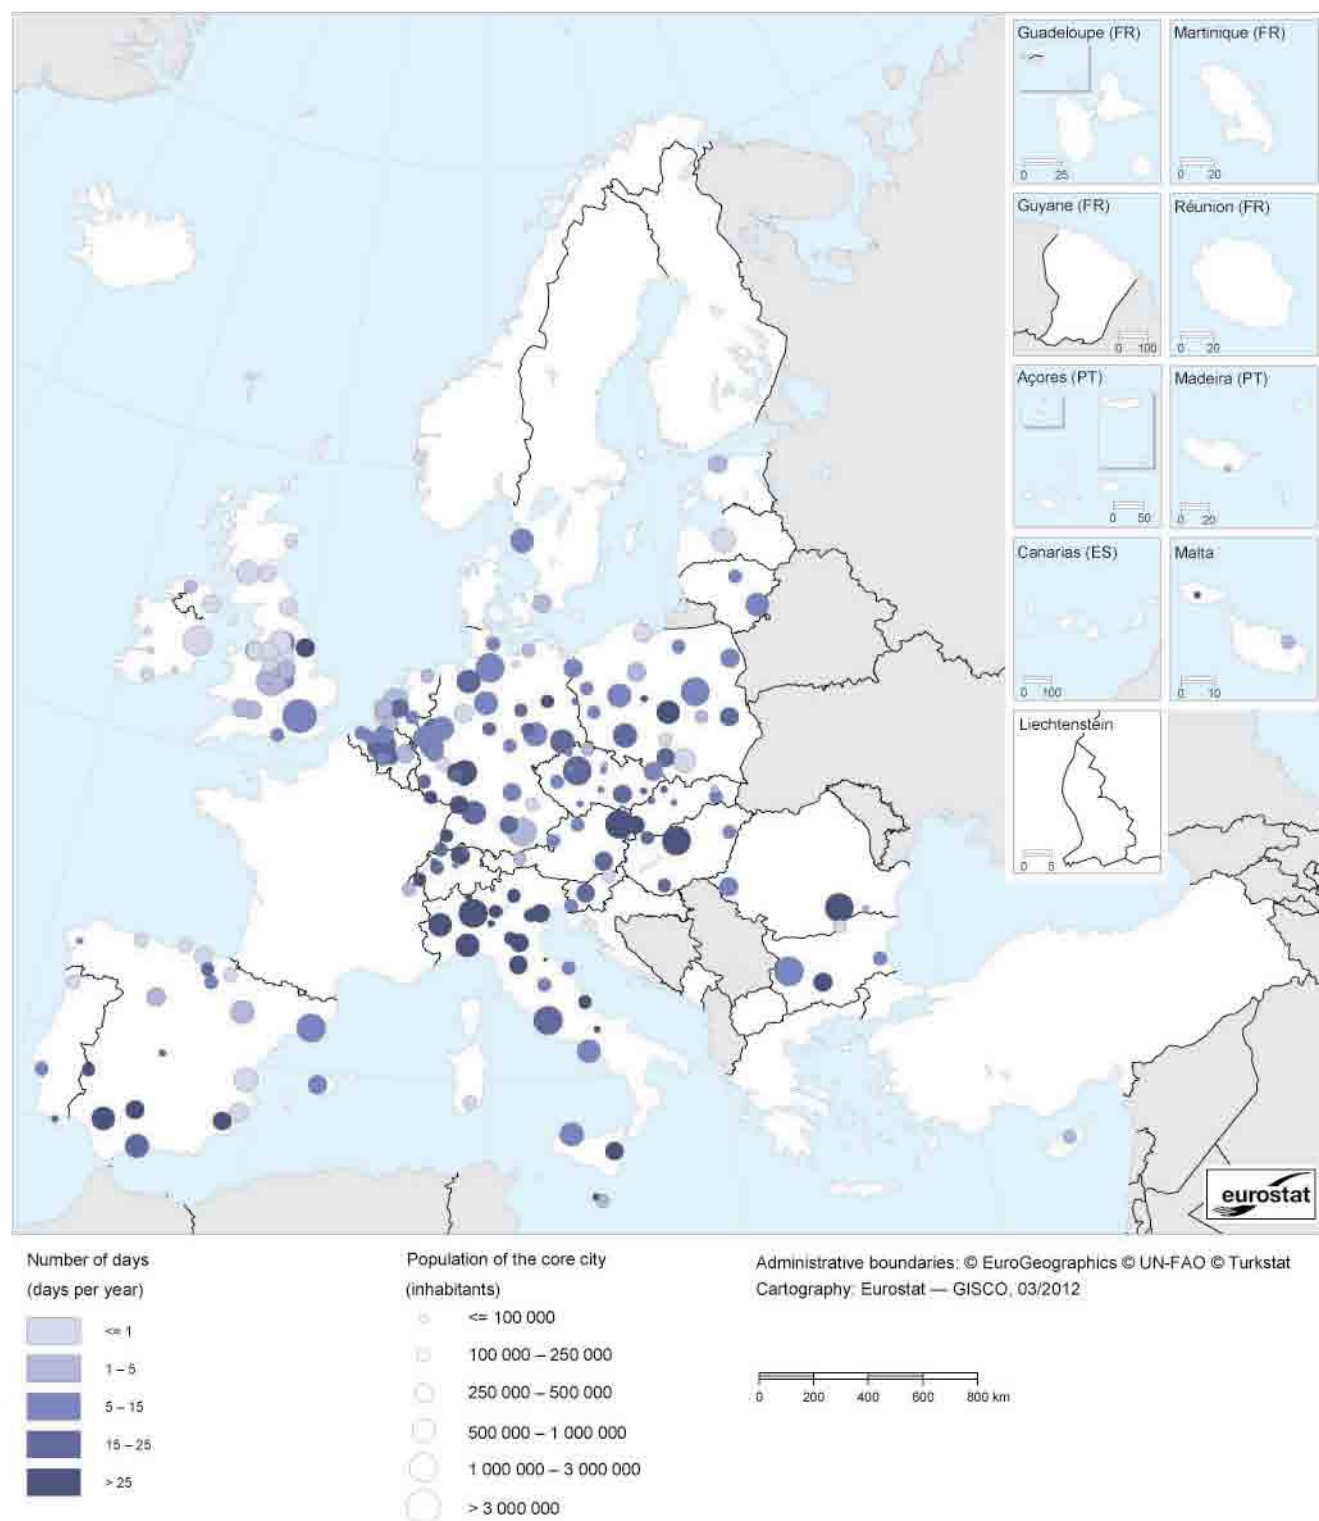 Guadeloupe (FR)
0 25
Martinique (FR)
0 20
Guyane (FR)
0 100
Réunion (FR)
0 20
Açores (PT)
0 50
Madeira (PT)
0 20
Canarias (ES)
0 100
Malta
0 10
Liechtenstein
0 5
eurostat
Number of days
(days per year)
<= 1
1 – 5
5 – 15
15 – 25
> 25
Population of the core city
(inhabitants)
<= 100 000
100 000 – 250 000
250 000 – 500 000
500 000 – 1 000 000
1 000 000 – 3 000 000
> 3 000 000
Administrative boundaries: © EuroGeographics © UN-FAO © Turkstat
Cartography: Eurostat — GISCO, 03/2012
0 200 400 600 800 km